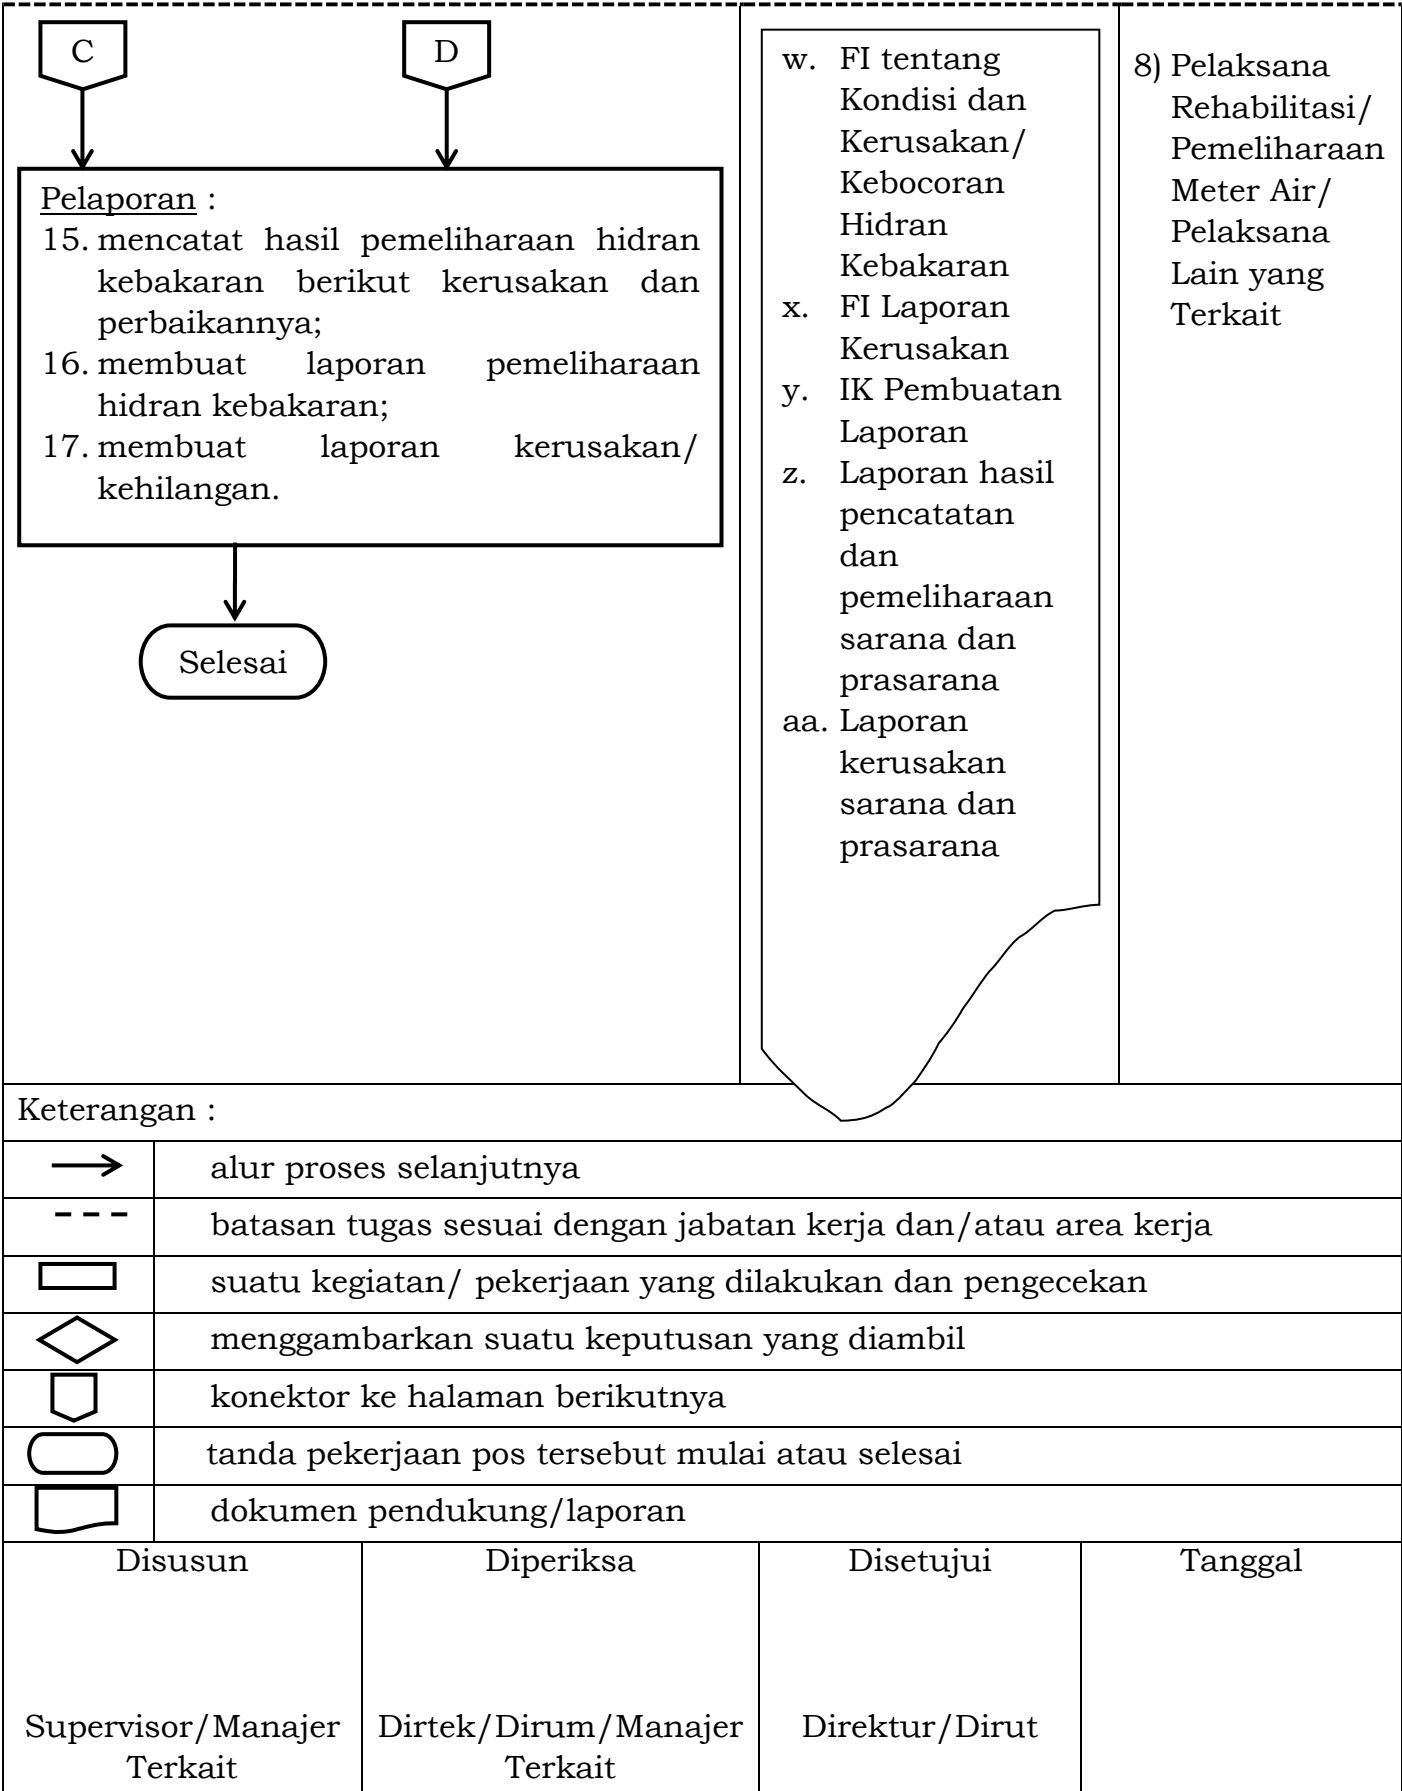 C
D
Pelaporan :
15. mencatat hasil pemeliharaan hidran
kebakaran berikut kerusakan dan
perbaikannya;
16. membuat laporan pemeliharaan
hidran kebakaran;
17. membuat laporan kerusakan/
kehilangan.
Selesai
w. FI tentang
Kondisi dan
Kerusakan/
Kebocoran
Hidran
Kebakaran
x. FI Laporan
Kerusakan
y. IK Pembuatan
Laporan
z. Laporan hasil
pencatatan
dan
pemeliharaan
sarana dan
prasarana
aa. Laporan
kerusakan
sarana dan
prasarana
8) Pelaksana
Rehabilitasi/
Pemeliharaan
Meter Air/
Pelaksana
Lain yang
Terkait
Keterangan :
alur proses selanjutnya
batasan tugas sesuai dengan jabatan kerja dan/atau area kerja
suatu kegiatan/ pekerjaan yang dilakukan dan pengecekan
menggambarkan suatu keputusan yang diambil
konektor ke halaman berikutnya
tanda pekerjaan pos tersebut mulai atau selesai
dokumen pendukung/laporan
Disusun
Supervisor/Manajer
Terkait
Diperiksa
Dirtek/Dirum/Manajer
Terkait
Disetujui
Direktur/Dirut
Tanggal